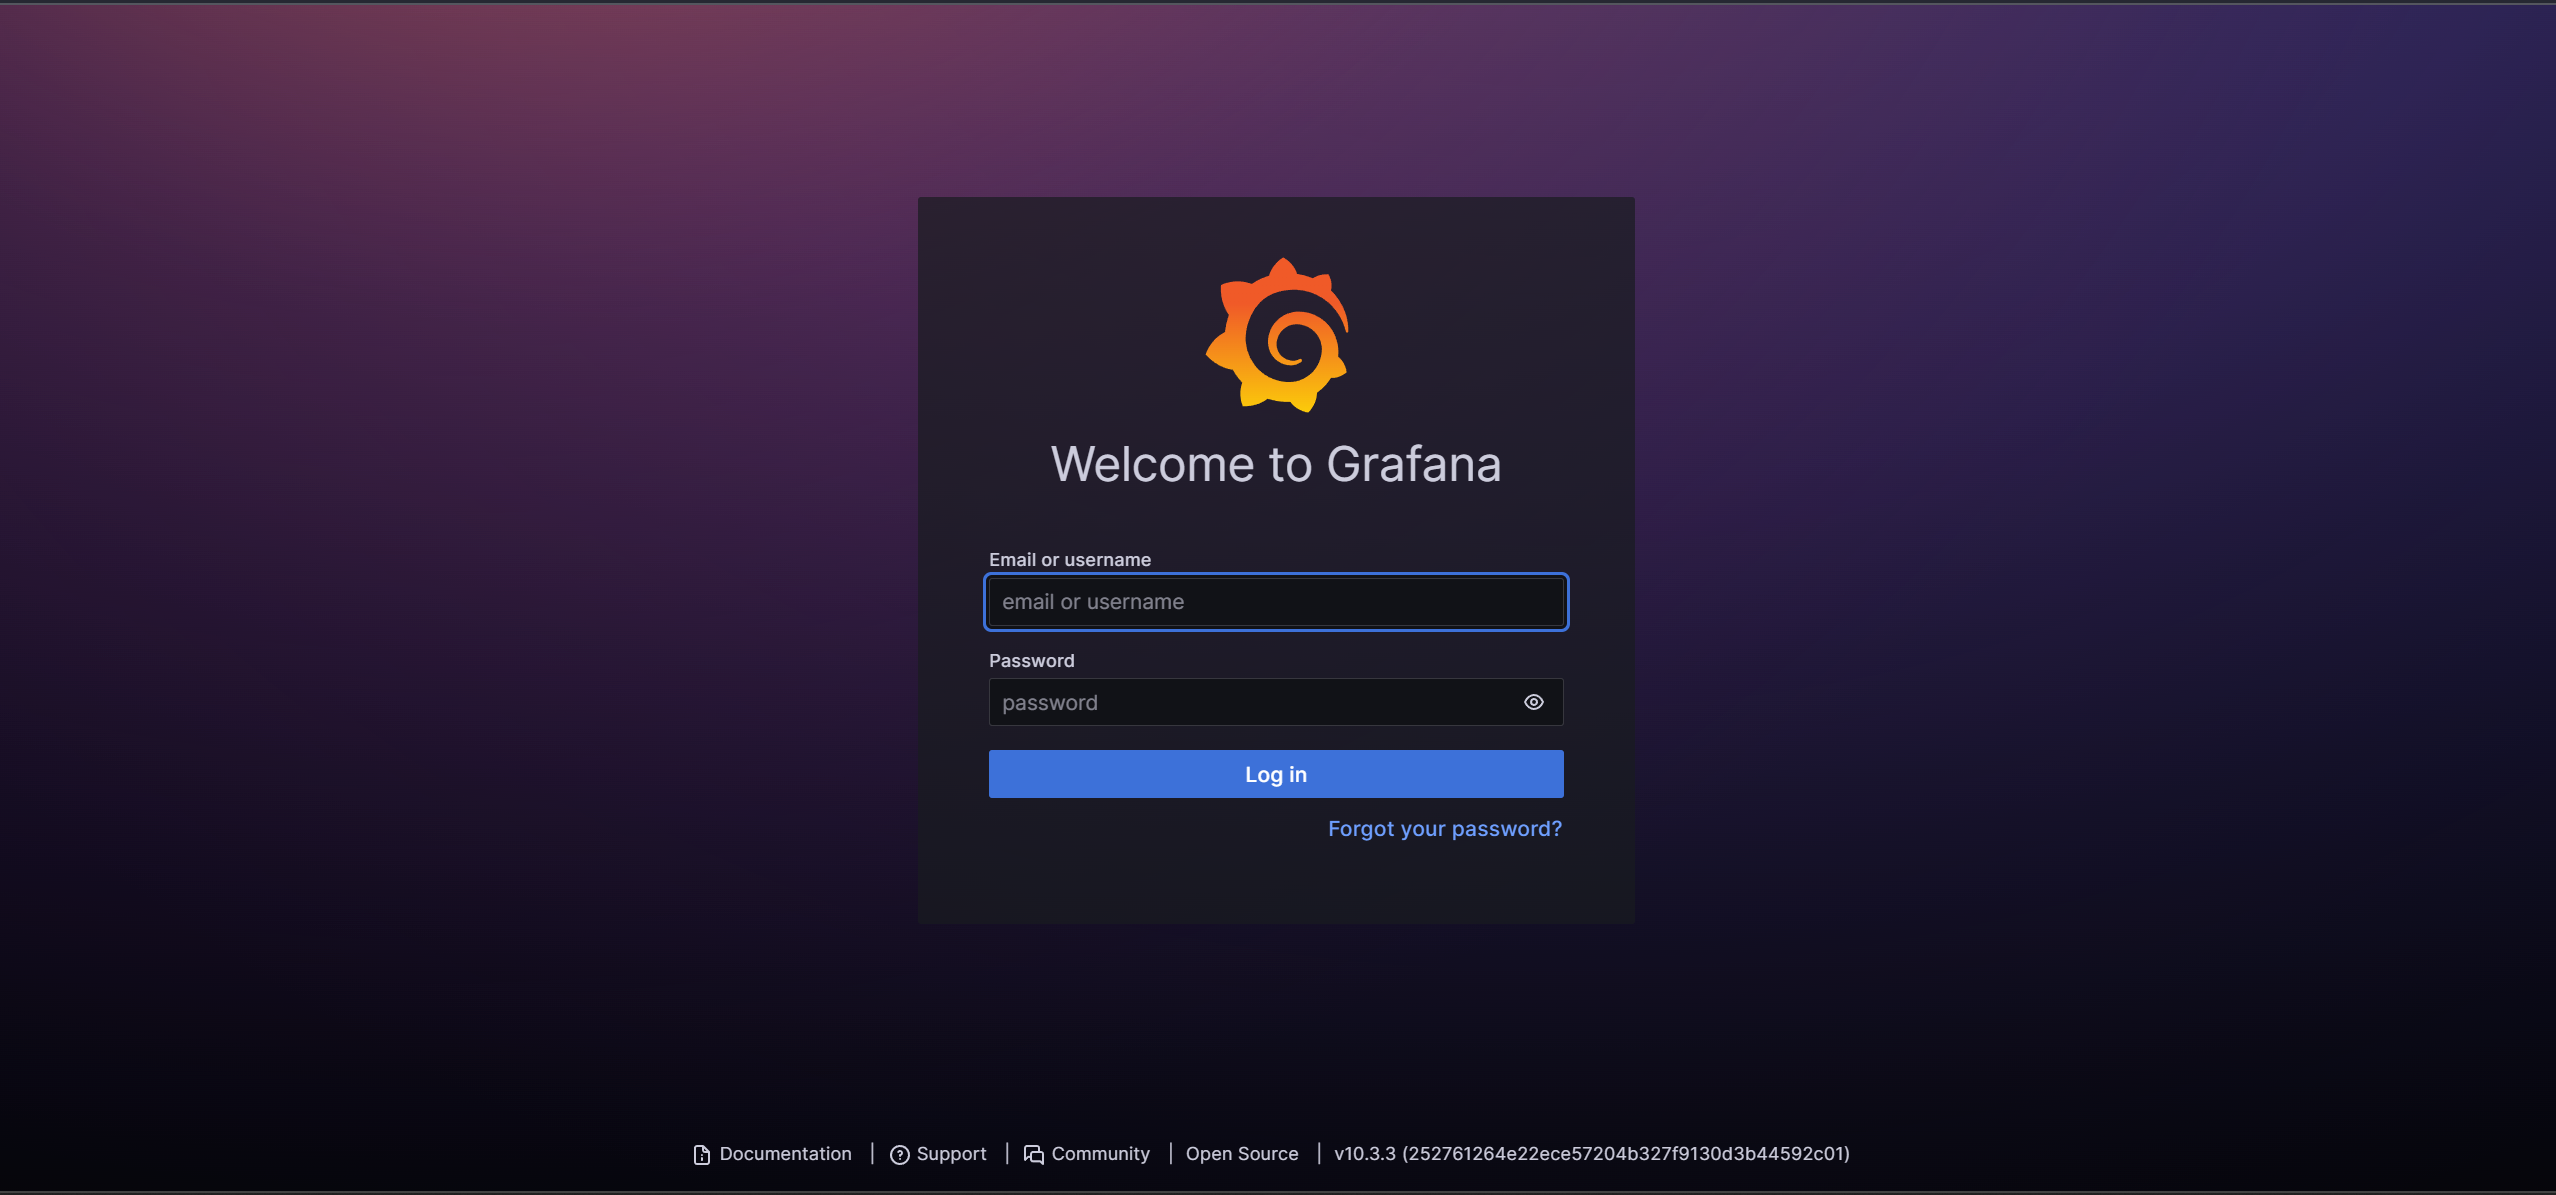 Welcome to Grafana
Email or username
email or username
Password
password
Log in
Forgot your password?
Documentation | Support | Community | Open Source | v10.3.3 (252761264e22ece57204b327f9130d3b44592c01)